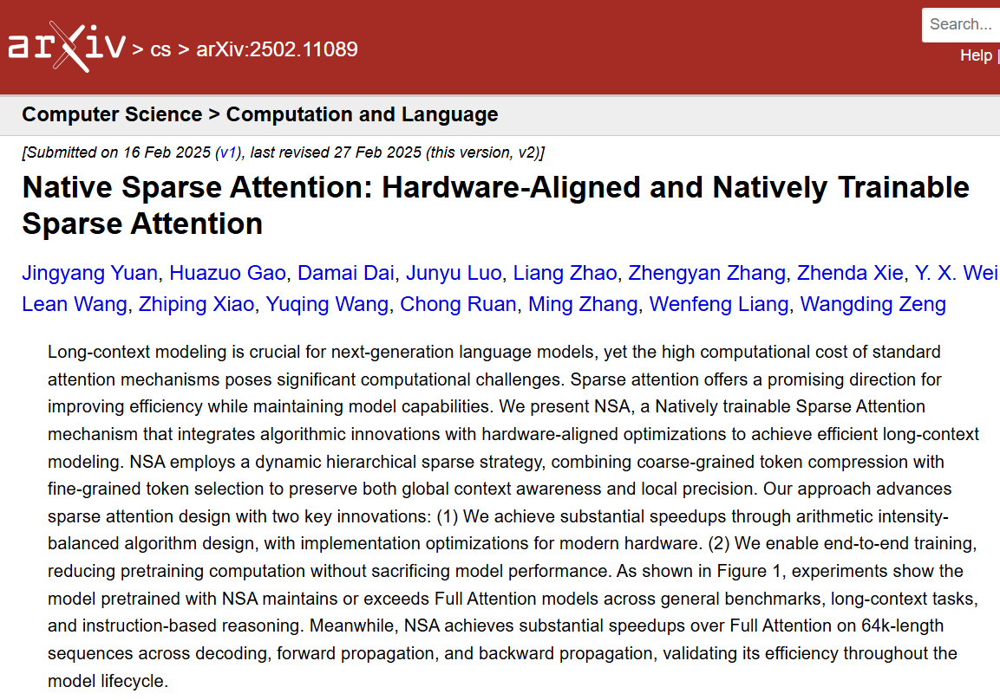 arXiv > cs > arXiv:2502.11089
Search...
Help |
Computer Science > Computation and Language
[Submitted on 16 Feb 2025 (v1), last revised 27 Feb 2025 (this version, v2)]
Native Sparse Attention: Hardware-Aligned and Natively Trainable
Sparse Attention
Jingyang Yuan, Huazuo Gao, Damai Dai, Junyu Luo, Liang Zhao, Zhengyan Zhang, Zhenda Xie, Y. X. Wei
Lean Wang, Zhiping Xiao, Yuqing Wang, Chong Ruan, Ming Zhang, Wenfeng Liang, Wangding Zeng
Long-context modeling is crucial for next-generation language models, yet the high computational cost of standard
attention mechanisms poses significant computational challenges. Sparse attention offers a promising direction for
improving efficiency while maintaining model capabilities. We present NSA, a Natively trainable Sparse Attention
mechanism that integrates algorithmic innovations with hardware-aligned optimizations to achieve efficient long-context
modeling. NSA employs a dynamic hierarchical sparse strategy, combining coarse-grained token compression with
fine-grained token selection to preserve both global context awareness and local precision. Our approach advances
sparse attention design with two key innovations: (1) We achieve substantial speedups through arithmetic intensity-
balanced algorithm design, with implementation optimizations for modern hardware. (2) We enable end-to-end training,
reducing pretraining computation without sacrificing model performance. As shown in Figure 1, experiments show the
model pretrained with NSA maintains or exceeds Full Attention models across general benchmarks, long-context tasks,
and instruction-based reasoning. Meanwhile, NSA achieves substantial speedups over Full Attention on 64k-length
sequences across decoding, forward propagation, and backward propagation, validating its efficiency throughout the
model lifecycle.